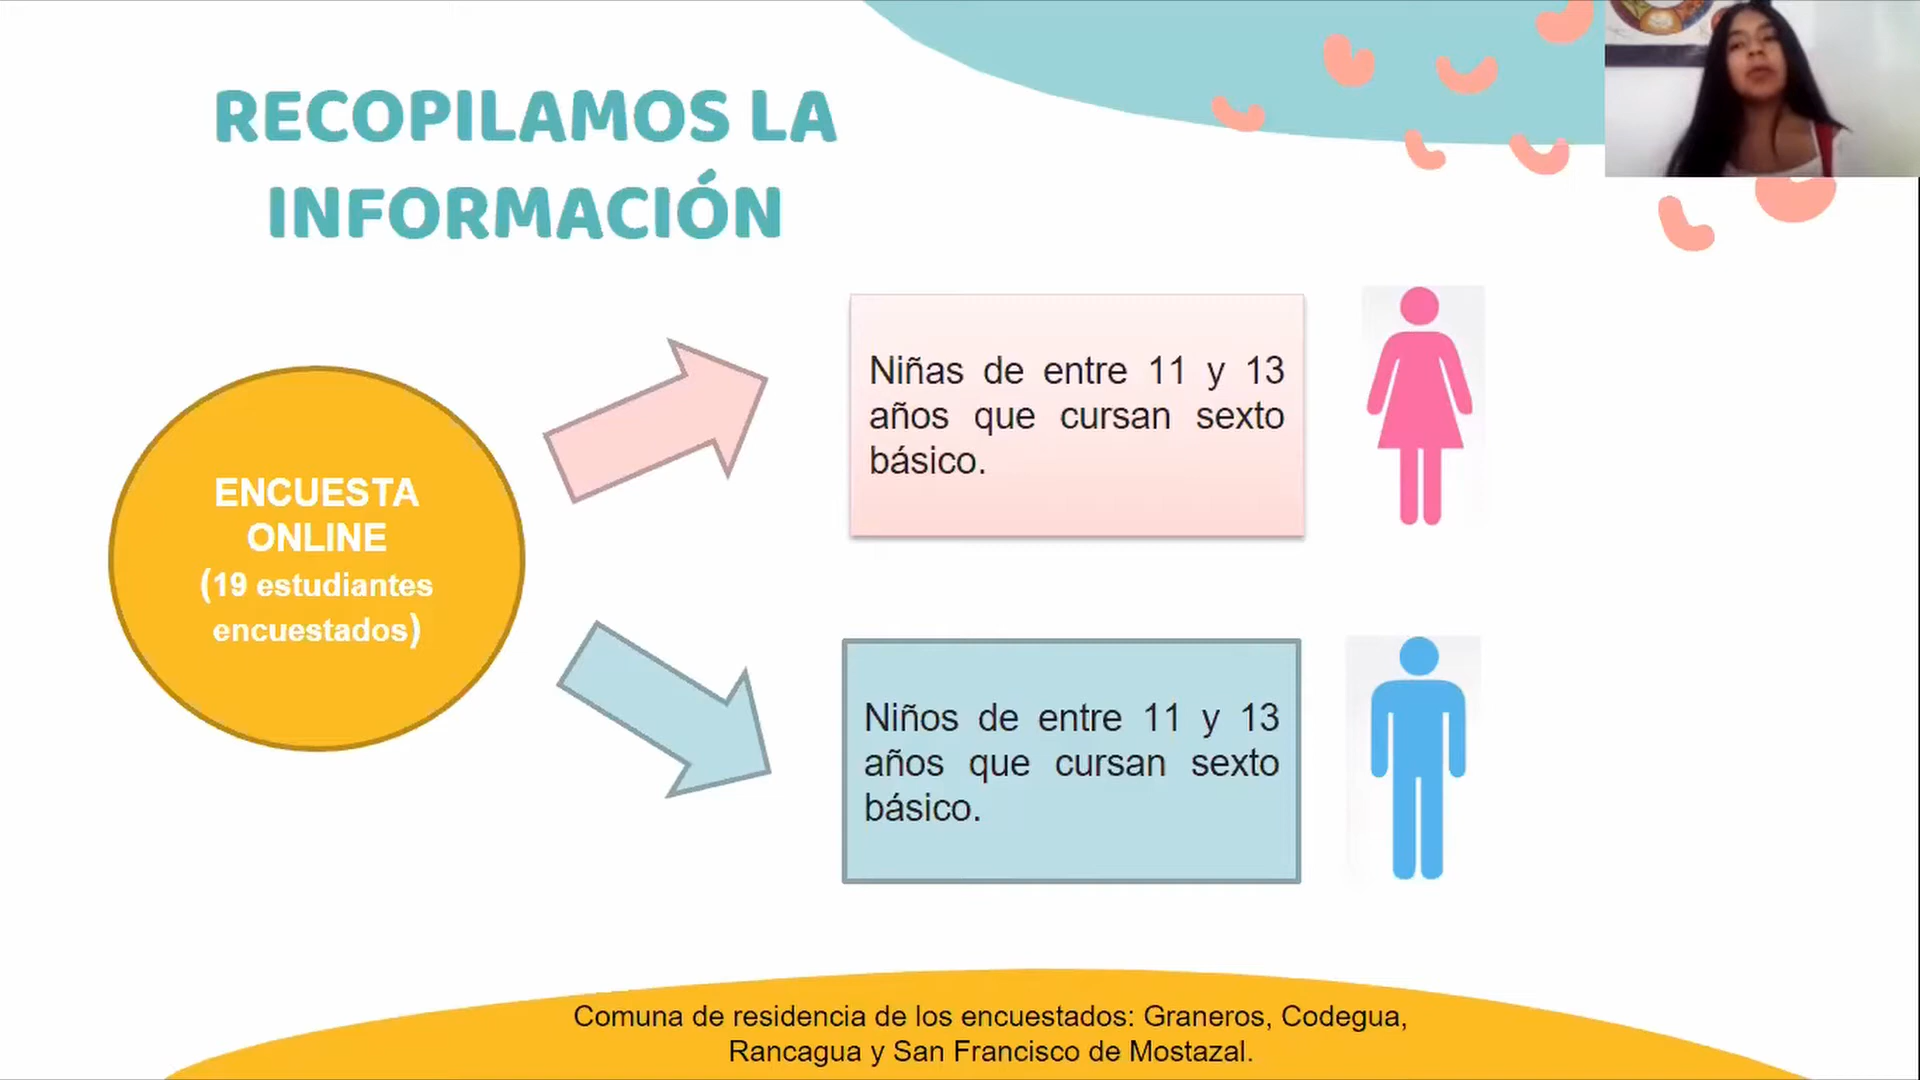 RECOPILAMOS LA
INFORMACIÓN
ENCUESTA
ONLINE
(19 estudiantes
encuestados)
Niñas de entre 11 y 13
años que cursan sexto
básico.
Niños de entre 11 y 13
años que cursan sexto
básico.
Comuna de residencia de los encuestados: Graneros, Codegua,
Rancagua y San Francisco de Mostazal.